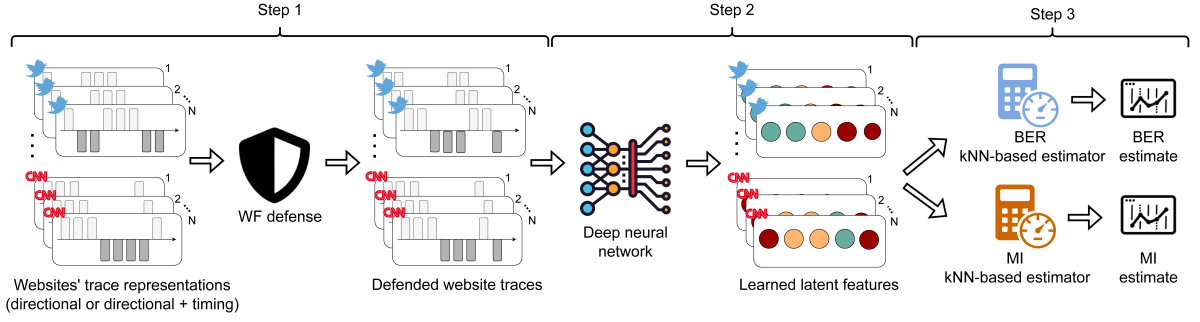 Step 1
Step 2
Step 3
1
2
N
CNN
CNN
CNN
1
2
N
Websites' trace representations
(directional or directional + timing)
WF defense
1
2
N
CNN
CNN
CNN
1
2
N
Defended website traces
Deep neural
network
1
2
N
CNN
CNN
CNN
1
2
N
Learned latent features
BER
kNN-based estimator
BER
estimate
MI
kNN-based estimator
MI
estimate